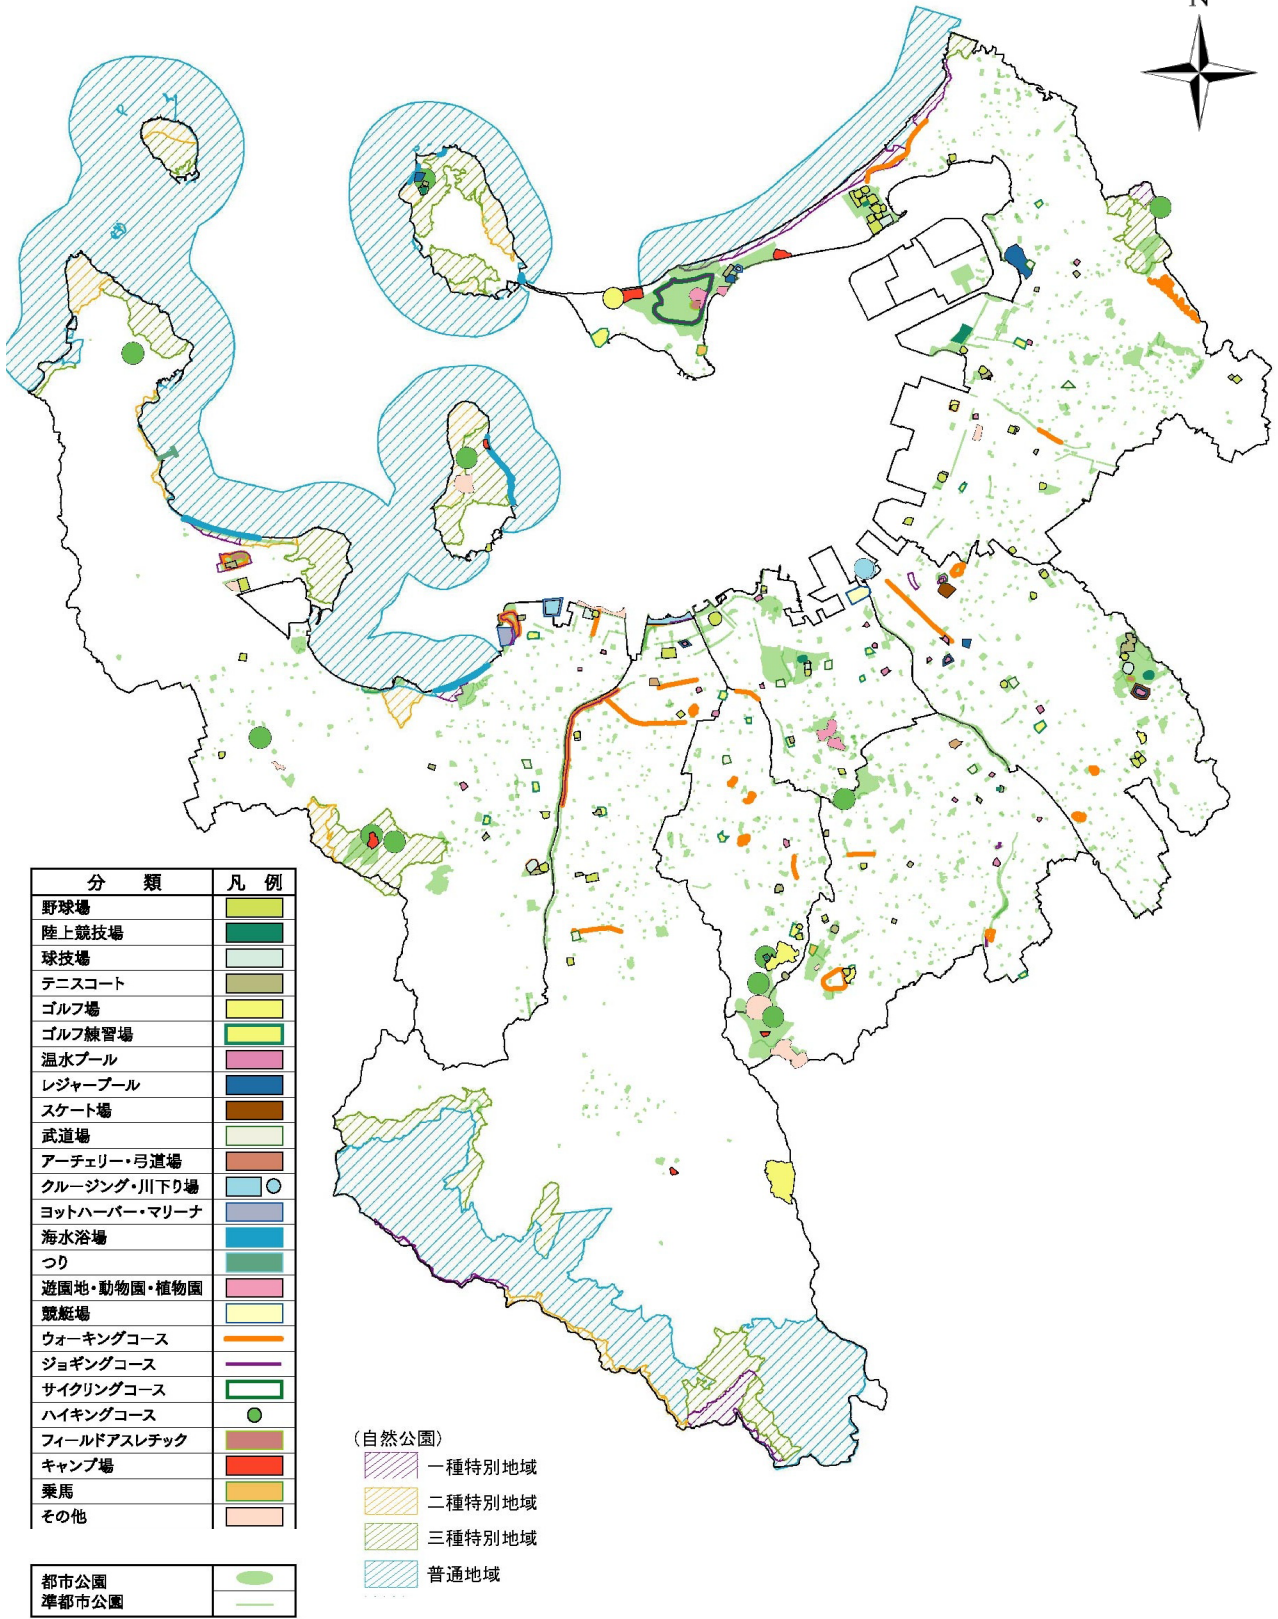 N
分 類 凡 例
野球場
陸上競技場
球技場
テニスコート
ゴルフ場
ゴルフ練習場
温水プール
レジャープール
スケート場
武道場
アーチェリー・弓道場
クルージング・川下り場
ヨットハーバー・マリーナ
海水浴場
つり
遊園地・動物園・植物園
競艇場
ウォーキングコース
ジョギングコース
サイクリングコース
ハイキングコース
フィールドアスレチック
キャンプ場
乗馬
その他
都市公園
準都市公園
(自然公園)
一種特別地域
二種特別地域
三種特別地域
普通地域